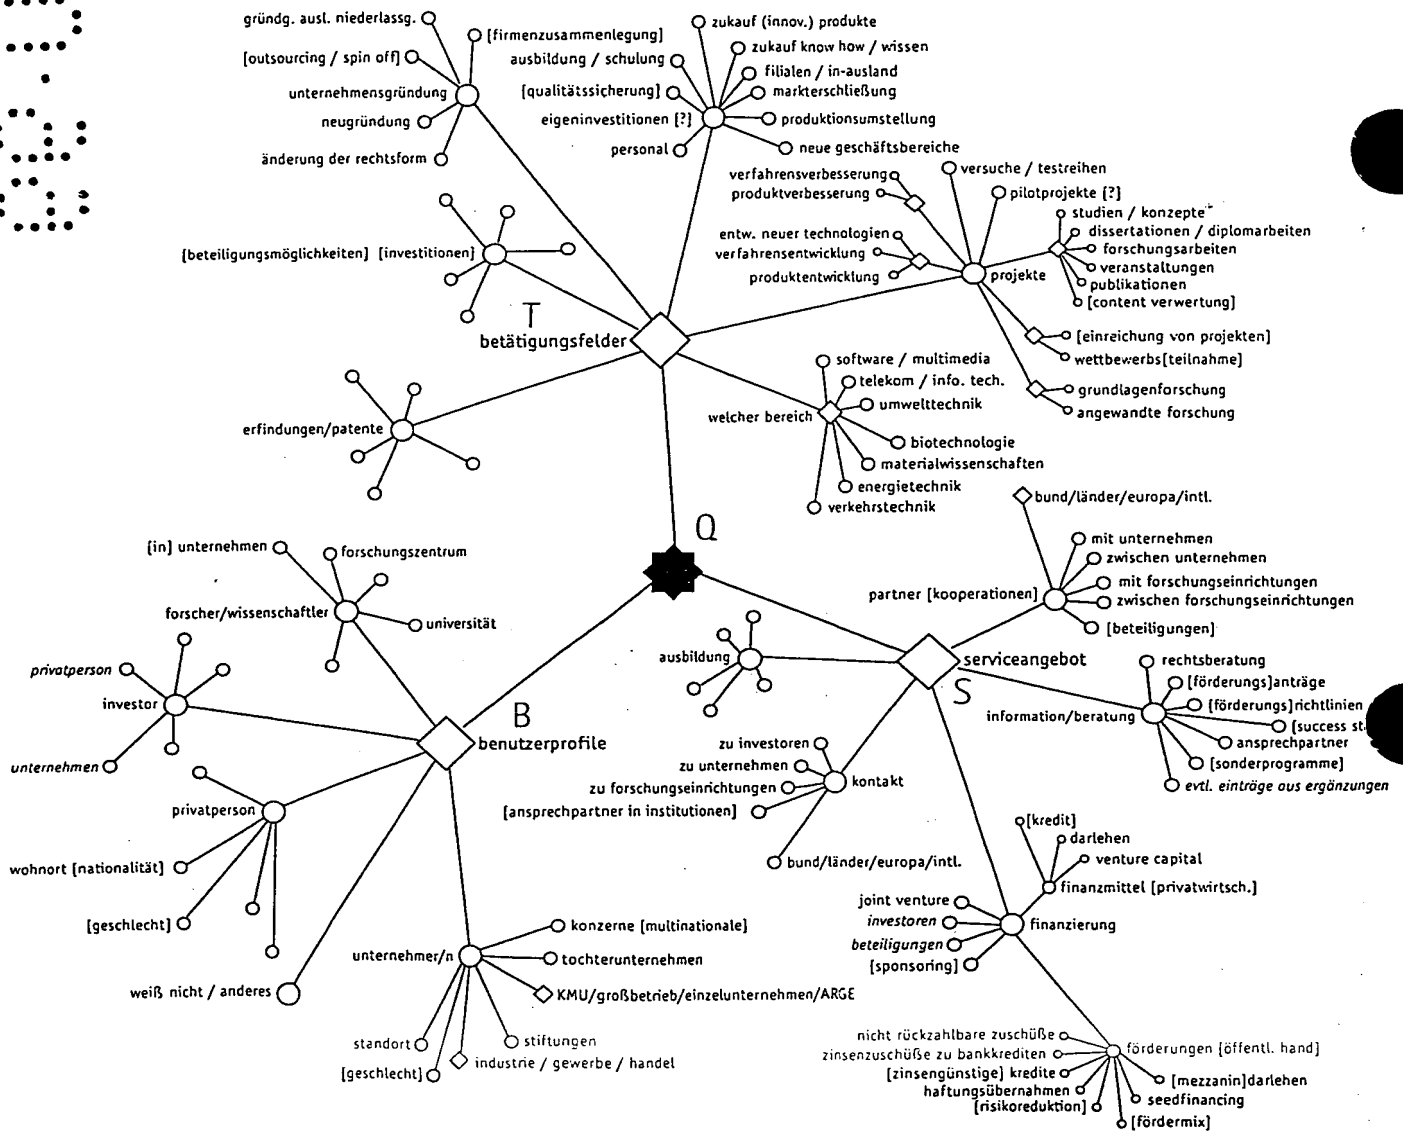 gründg. ausl. niederlassg.
[firmenzusammenlegung]
[outsourcing / spin off]
unternehmensgründung
neugründung
änderung der rechtsform
zukauf (innov.) produkte
zukauf know how / wissen
ausbildung / schulung
filialen / in-ausland
[qualitätssicherung]
markterschließung
eigeninvestitionen [?]
produktionsumstellung
personal
neue geschäftsbereiche
verfahrensverbesserung
produktverbesserung
versuche / testreihen
pilotprojekte [?]
studien / konzepte
dissertationen / diplomarbeiten
forschungsarbeiten
veranstaltungen
publikationen
[content verwertung]
entw. neuer technologien
verfahrensentwicklung
produktentwicklung
projekte
[einreichung von projekten]
wettbewerbs[teilnahme]
grundlagenforschung
angewandte forschung
[beteiligungsmöglichkeiten] [investitionen]
T
betätigungsfelder
erfindungen/patente
software / multimedia
telekom / info. tech.
umwelttechnik
welcher bereich
biotechnologie
materialwissenschaften
energietechnik
verkehrstechnik
Q
[in] unternehmen
forschungszentrum
forscher/wissenschaftler
universität
privatperson
investor
unternehmen
B
benutzerprofile
privatperson
wohnort [nationalität]
[geschlecht]
weiß nicht / anderes
unternehmer/n
konzerne [multinationale]
tochterunternehmen
KMU/großbetrieb/einzelunternehmen/ARGE
standort
stiftungen
industrie / gewerbe / handel
[geschlecht]
bund/länder/europa/intl.
mit unternehmen
zwischen unternehmen
mit forschungseinrichtungen
partner [kooperationen]
zwischen forschungseinrichtungen
[beteiligungen]
ausbildung
serviceangebot
S
rechtsberatung
[förderungs]anträge
[förderungs]richtlinien
information/beratung
[success st.
ansprechpartner
[sonderprogramme]
evtl. einträge aus ergänzungen
zu investoren
zu unternehmen
kontakt
zu forschungseinrichtungen
[ansprechpartner in institutionen]
bund/länder/europa/intl.
[kredit]
darlehen
venture capital
finanzmittel [privatwirtsch.]
joint venture
investoren
finanzierung
beteiligungen
[sponsoring]
nicht rückzahlbare zuschüße
zinsenzuschüße zu bankkrediten
förderungen [öffentl. hand]
[zinsengünstige] kredite
haftungsübernahmen
[risikoreduktion]
[mezzanin]darlehen
seedfinancing
[fördermix]